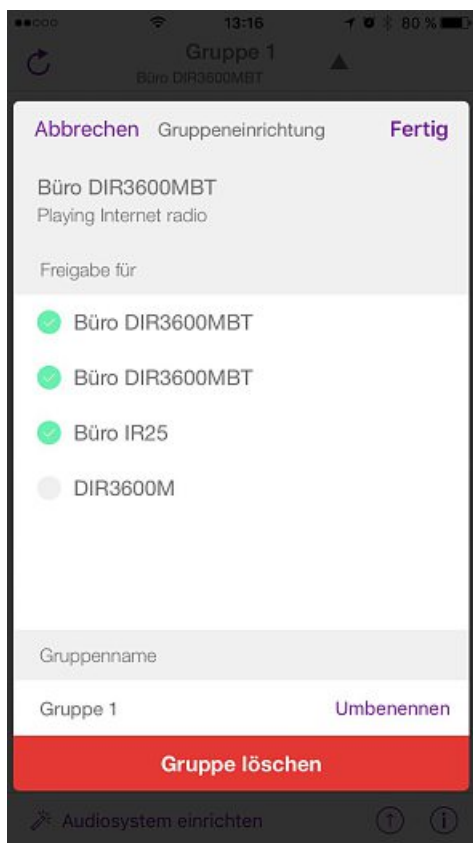 13:16
80 %
Gruppe 1
Büro DIR3600MBT
Abbrechen Gruppeneinrichtung Fertig
Büro DIR3600MBT
Playing Internet radio
Freigabe für
Büro DIR3600MBT
Büro DIR3600MBT
Büro IR25
DIR3600M
Gruppenname
Gruppe 1 Umbenennen
Gruppe löschen
Audiosystem einrichten